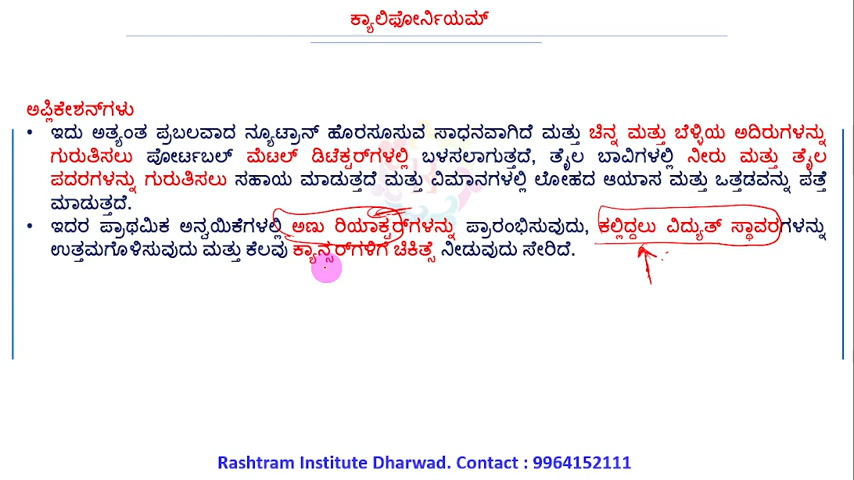 ಕ್ಯಾಲಿಫೋರ್ನಿಯಮ್
ಅಪ್ಲಿಕೇಶನ್‌ಗಳು
• ಇದು ಅತ್ಯಂತ ಪ್ರಬಲವಾದ ನ್ಯೂಟ್ರಾನ್ ಹೊರಸೂಸುವ ಸಾಧನವಾಗಿದೆ ಮತ್ತು ಚಿನ್ನ ಮತ್ತು ಬೆಳ್ಳಿಯ ಅದಿರುಗಳನ್ನು
ಗುರುತಿಸಲು ಪೋರ್ಟಬಲ್ ಮೆಟಲ್ ಡಿಟೆಕ್ಟರ್‌ಗಳಲ್ಲಿ ಬಳಸಲಾಗುತ್ತದೆ, ತೈಲ ಬಾವಿಗಳಲ್ಲಿ ನೀರು ಮತ್ತು ತೈಲ
ಪದರಗಳನ್ನು ಗುರುತಿಸಲು ಸಹಾಯ ಮಾಡುತ್ತದೆ ಮತ್ತು ವಿಮಾನಗಳಲ್ಲಿ ಲೋಹದ ಆಯಾಸ ಮತ್ತು ಒತ್ತಡವನ್ನು ಪತ್ತೆ
ಮಾಡುತ್ತದೆ.
• ಇದರ ಪ್ರಾಥಮಿಕ ಅನ್ವಯಿಕೆಗಳಲ್ಲಿ ಅಣು ರಿಯಾಕ್ಟರ್‌ಗಳನ್ನು ಪ್ರಾರಂಭಿಸುವುದು, ಕಲ್ಲಿದ್ದಲು ವಿದ್ಯುತ್ ಸ್ಥಾವರಗಳನ್ನು
ಉತ್ತಮಗೊಳಿಸುವುದು ಮತ್ತು ಕೆಲವು ಕ್ಯಾನ್ಸರ್‌ಗಳಿಗೆ ಚಿಕಿತ್ಸೆ ನೀಡುವುದು ಸೇರಿದೆ.
Rashtram Institute Dharwad. Contact : 9964152111